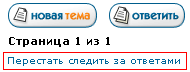 новая тема ответить
Страница 1 из 1
Перестать следить за ответами